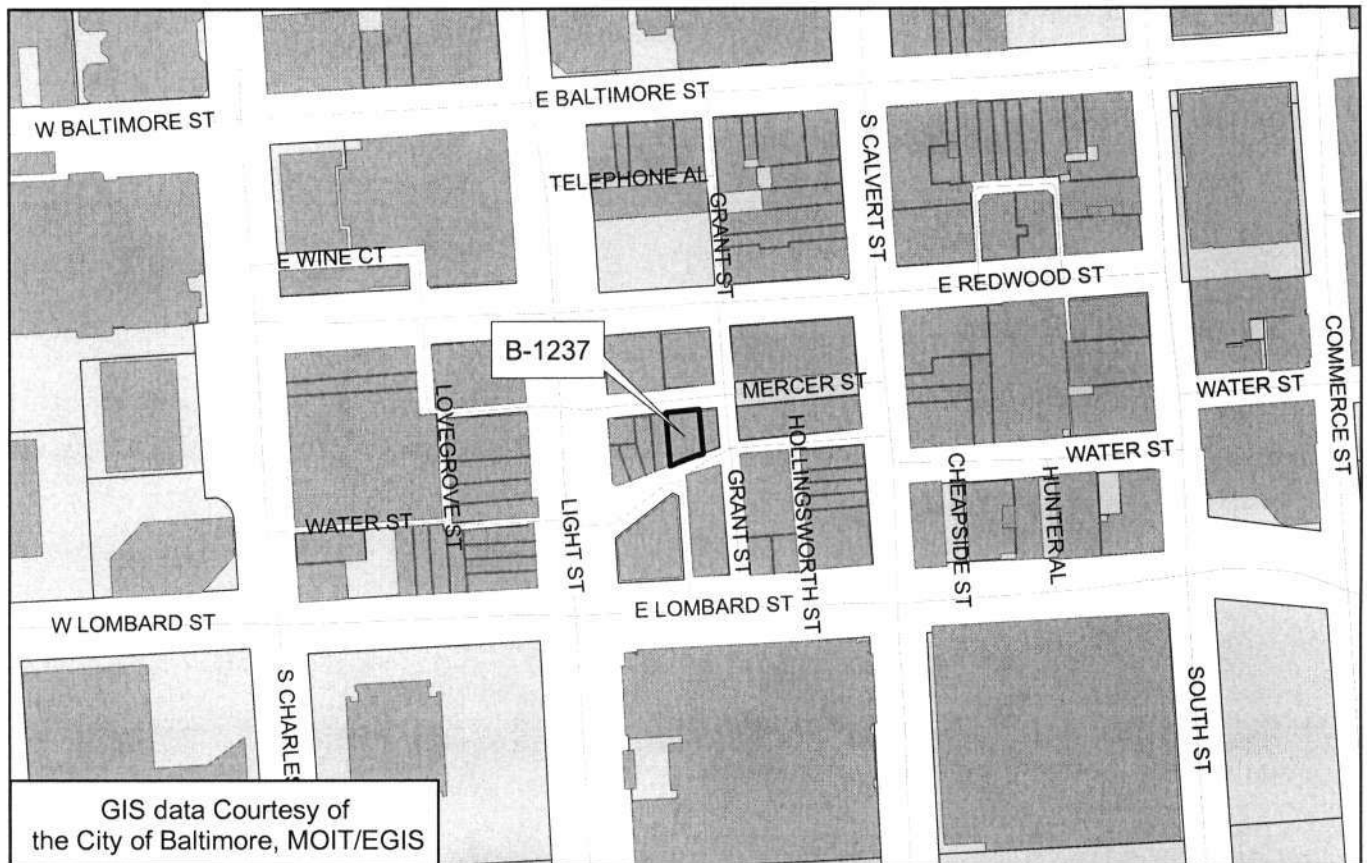 E BALTIMORE ST
W BALTIMORE ST
S CALVERT ST
TELEPHONE AL
GRANT ST
E WINE CT
E REDWOOD ST
B-1237
COMMERCE ST
MERCER ST
WATER ST
LOVEGROVE ST
HOLLINGSWORTH ST
WATER ST
LIGHT ST
GRANT ST
CHEAPSIDE ST
HUNTER AL
WATER ST
E LOMBARD ST
W LOMBARD ST
S CHARLES
SOUTH ST
GIS data Courtesy of
the City of Baltimore, MOIT/EGIS